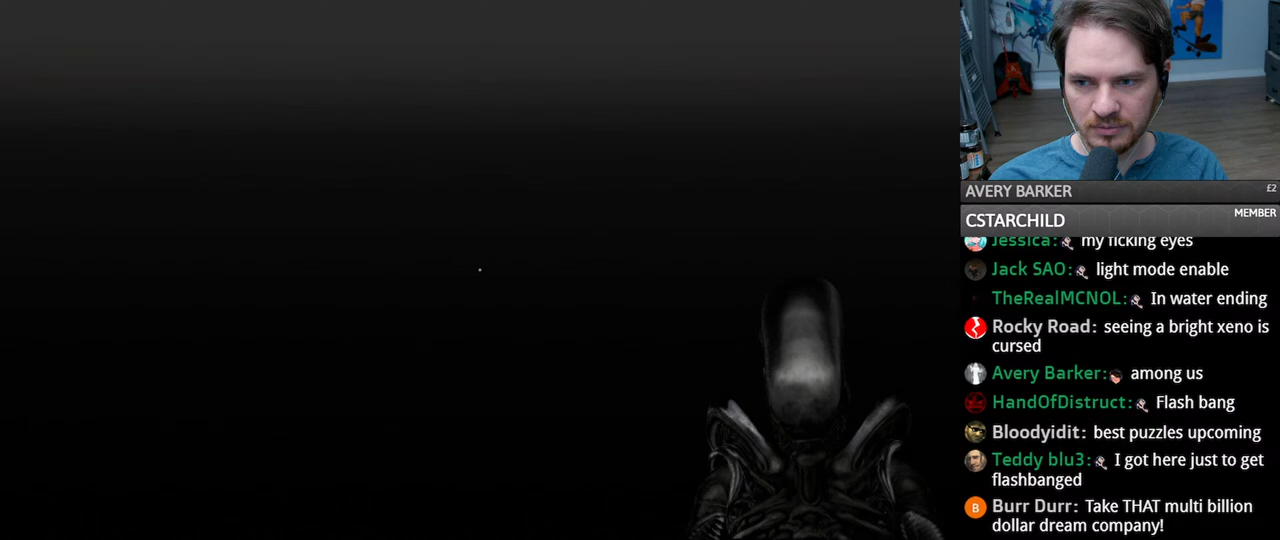 AVERY BARKER £2
CSTARCHILD MEMBER
Jessica: my ficking eyes
Jack SAO: light mode enable
TheRealMCNOL: In water ending
Rocky Road: seeing a bright xeno is
cursed
Avery Barker: among us
HandOfDistruct: Flash bang
Bloodyidit: best puzzles upcoming
Teddy blu3: I got here just to get
flashbanged
B Burr Durr: Take THAT multi billion
dollar dream company!